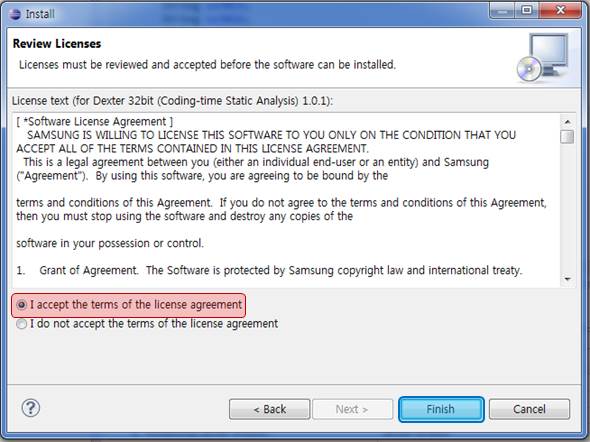 Install
Review Licenses
Licenses must be reviewed and accepted before the software can be installed.
License text (for Dexter 32bit (Coding-time Static Analysis) 1.0.1):
[ *Software License Agreement ]
SAMSUNG IS WILLING TO LICENSE THIS SOFTWARE TO YOU ONLY ON THE CONDITION THAT YOU
ACCEPT ALL OF THE TERMS CONTAINED IN THIS LICENSE AGREEMENT.
This is a legal agreement between you (either an individual end-user or an entity) and Samsung
("Agreement"). By using this software, you are agreeing to be bound by the
terms and conditions of this Agreement. If you do not agree to the terms and conditions of this Agreement,
then you must stop using the software and destroy any copies of the
software in your possession or control.
1. Grant of Agreement. The Software is protected by Samsung copyright law and international treaty.
I accept the terms of the license agreement
I do not accept the terms of the license agreement
? < Back Next > Finish Cancel